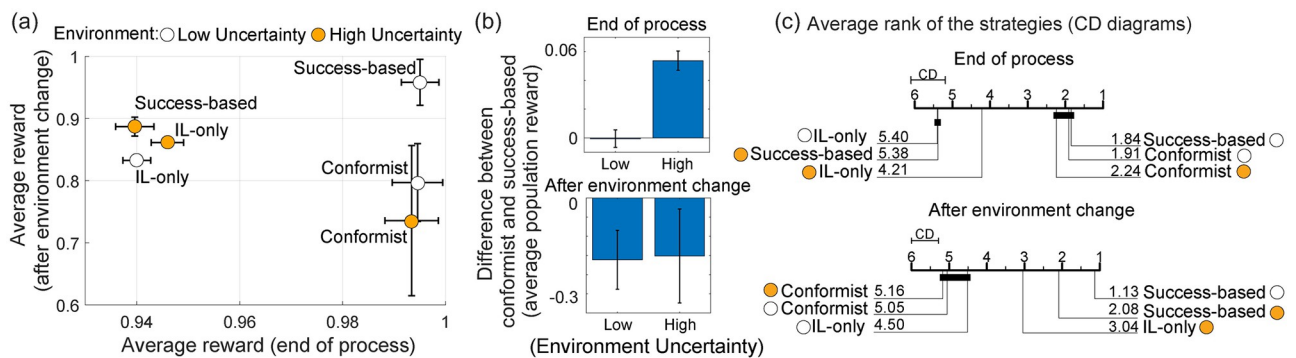 (a)
Environment: Low Uncertainty High Uncertainty
Average reward
(after environment change)
1
0.9
0.8
0.7
0.6
Success-based
Success-based
IL-only
IL-only
Conformist
Conformist
0.94
0.96
0.98
1
Average reward (end of process)
(b)
Difference between
conformist and success-based
(average population reward)
End of process
0.06
0
Low
High
After environment change
0
-0.3
Low
High
(Environment Uncertainty)
(c) Average rank of the strategies (CD diagrams)
End of process
CD
6 5 4 3 2 1
IL-only 5.40
Success-based 5.38
IL-only 4.21
1.84 Success-based
1.91 Conformist
2.24 Conformist
After environment change
CD
6 5 4 3 2 1
Conformist 5.16
Conformist 5.05
IL-only 4.50
1.13 Success-based
2.08 Success-based
3.04 IL-only